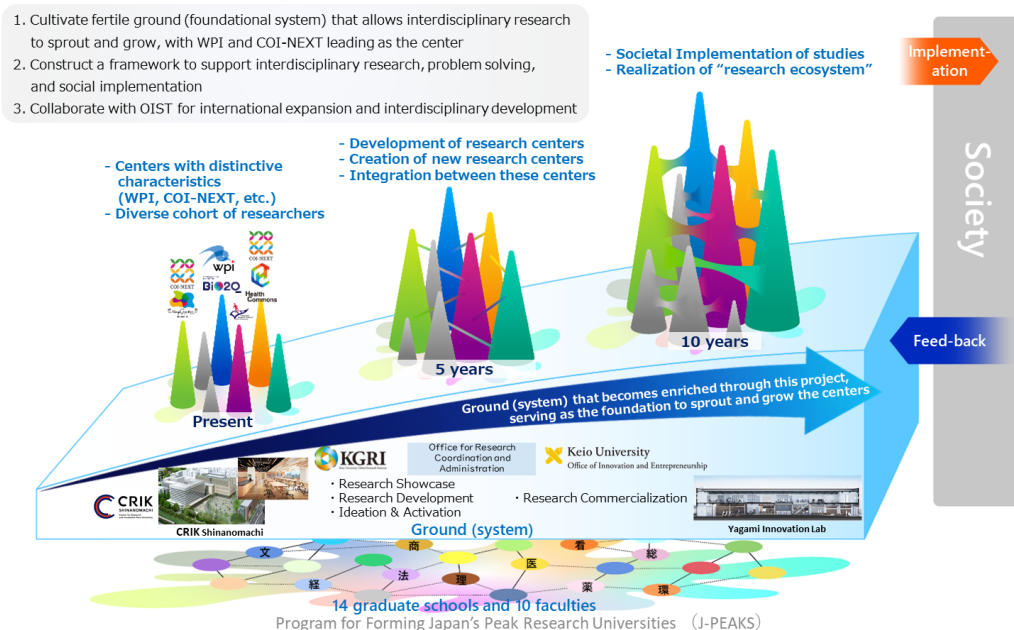 1. Cultivate fertile ground (foundational system) that allows interdisciplinary research
to sprout and grow, with WPI and COI-NEXT leading as the center
2. Construct a framework to support interdisciplinary research, problem solving,
and social implementation
3. Collaborate with OIST for international expansion and interdisciplinary development
- Societal Implementation of studies
- Realization of “research ecosystem”
Implement-
ation
Society
- Development of research centers
- Creation of new research centers
- Integration between these centers
- Centers with distinctive
characteristics
(WPI, COI-NEXT, etc.)
- Diverse cohort of researchers
COI-NEXT
COI-NEXT
wpi
Bio2Q
Health
Commons
Present
5 years
10 years
Feed-back
Ground (system) that becomes enriched through this project,
serving as the foundation to sprout and grow the centers
CRIK
SHINANOMACHI
CRIK Shinanomachi
KGRI
・Research Showcase
・Research Development
・Ideation & Activation
Office for Research
Coordination and
Administration
Keio University
Office of Innovation and Entrepreneurship
・Research Commercialization
Yagami Innovation Lab
Ground (system)
文
商
看
総
経
法
理
医
薬
環
14 graduate schools and 10 faculties
Program for Forming Japan’s Peak Research Universities （J-PEAKS）